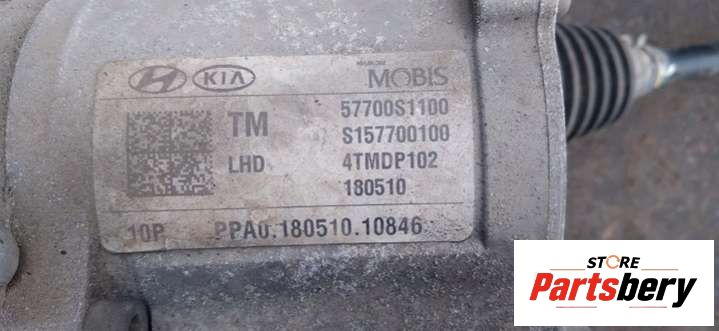 KIA
MOBIS
TM
57700S1100
S157700100
LHD
4TMDP102
180510
10P PPA0.180510.10846
STORE
Partsbery